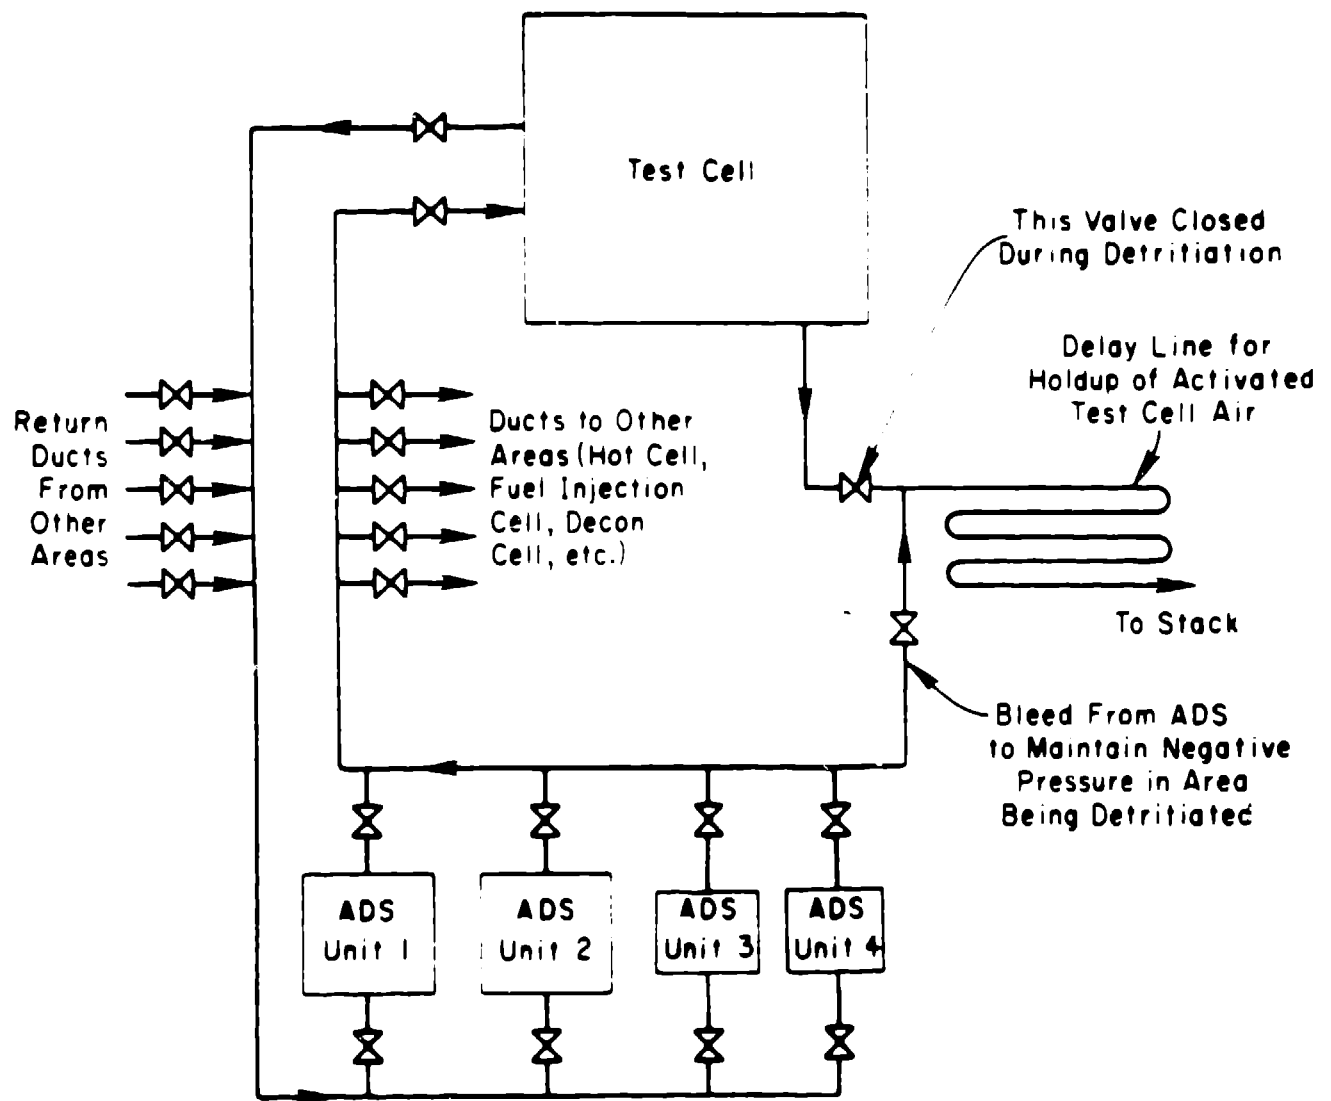 Test Cell
This Valve Closed
During Detritiation
Delay Line for
Holdup of Activated
Test Cell Air
Return
Ducts
From
Other
Areas
Ducts to Other
Areas (Hot Cell,
Fuel Injection
Cell, Decon
Cell, etc.)
To Stack
Bleed From ADS
to Maintain Negative
Pressure in Area
Being Detritiated
ADS
Unit 1
ADS
Unit 2
ADS
Unit 3
ADS
Unit 4